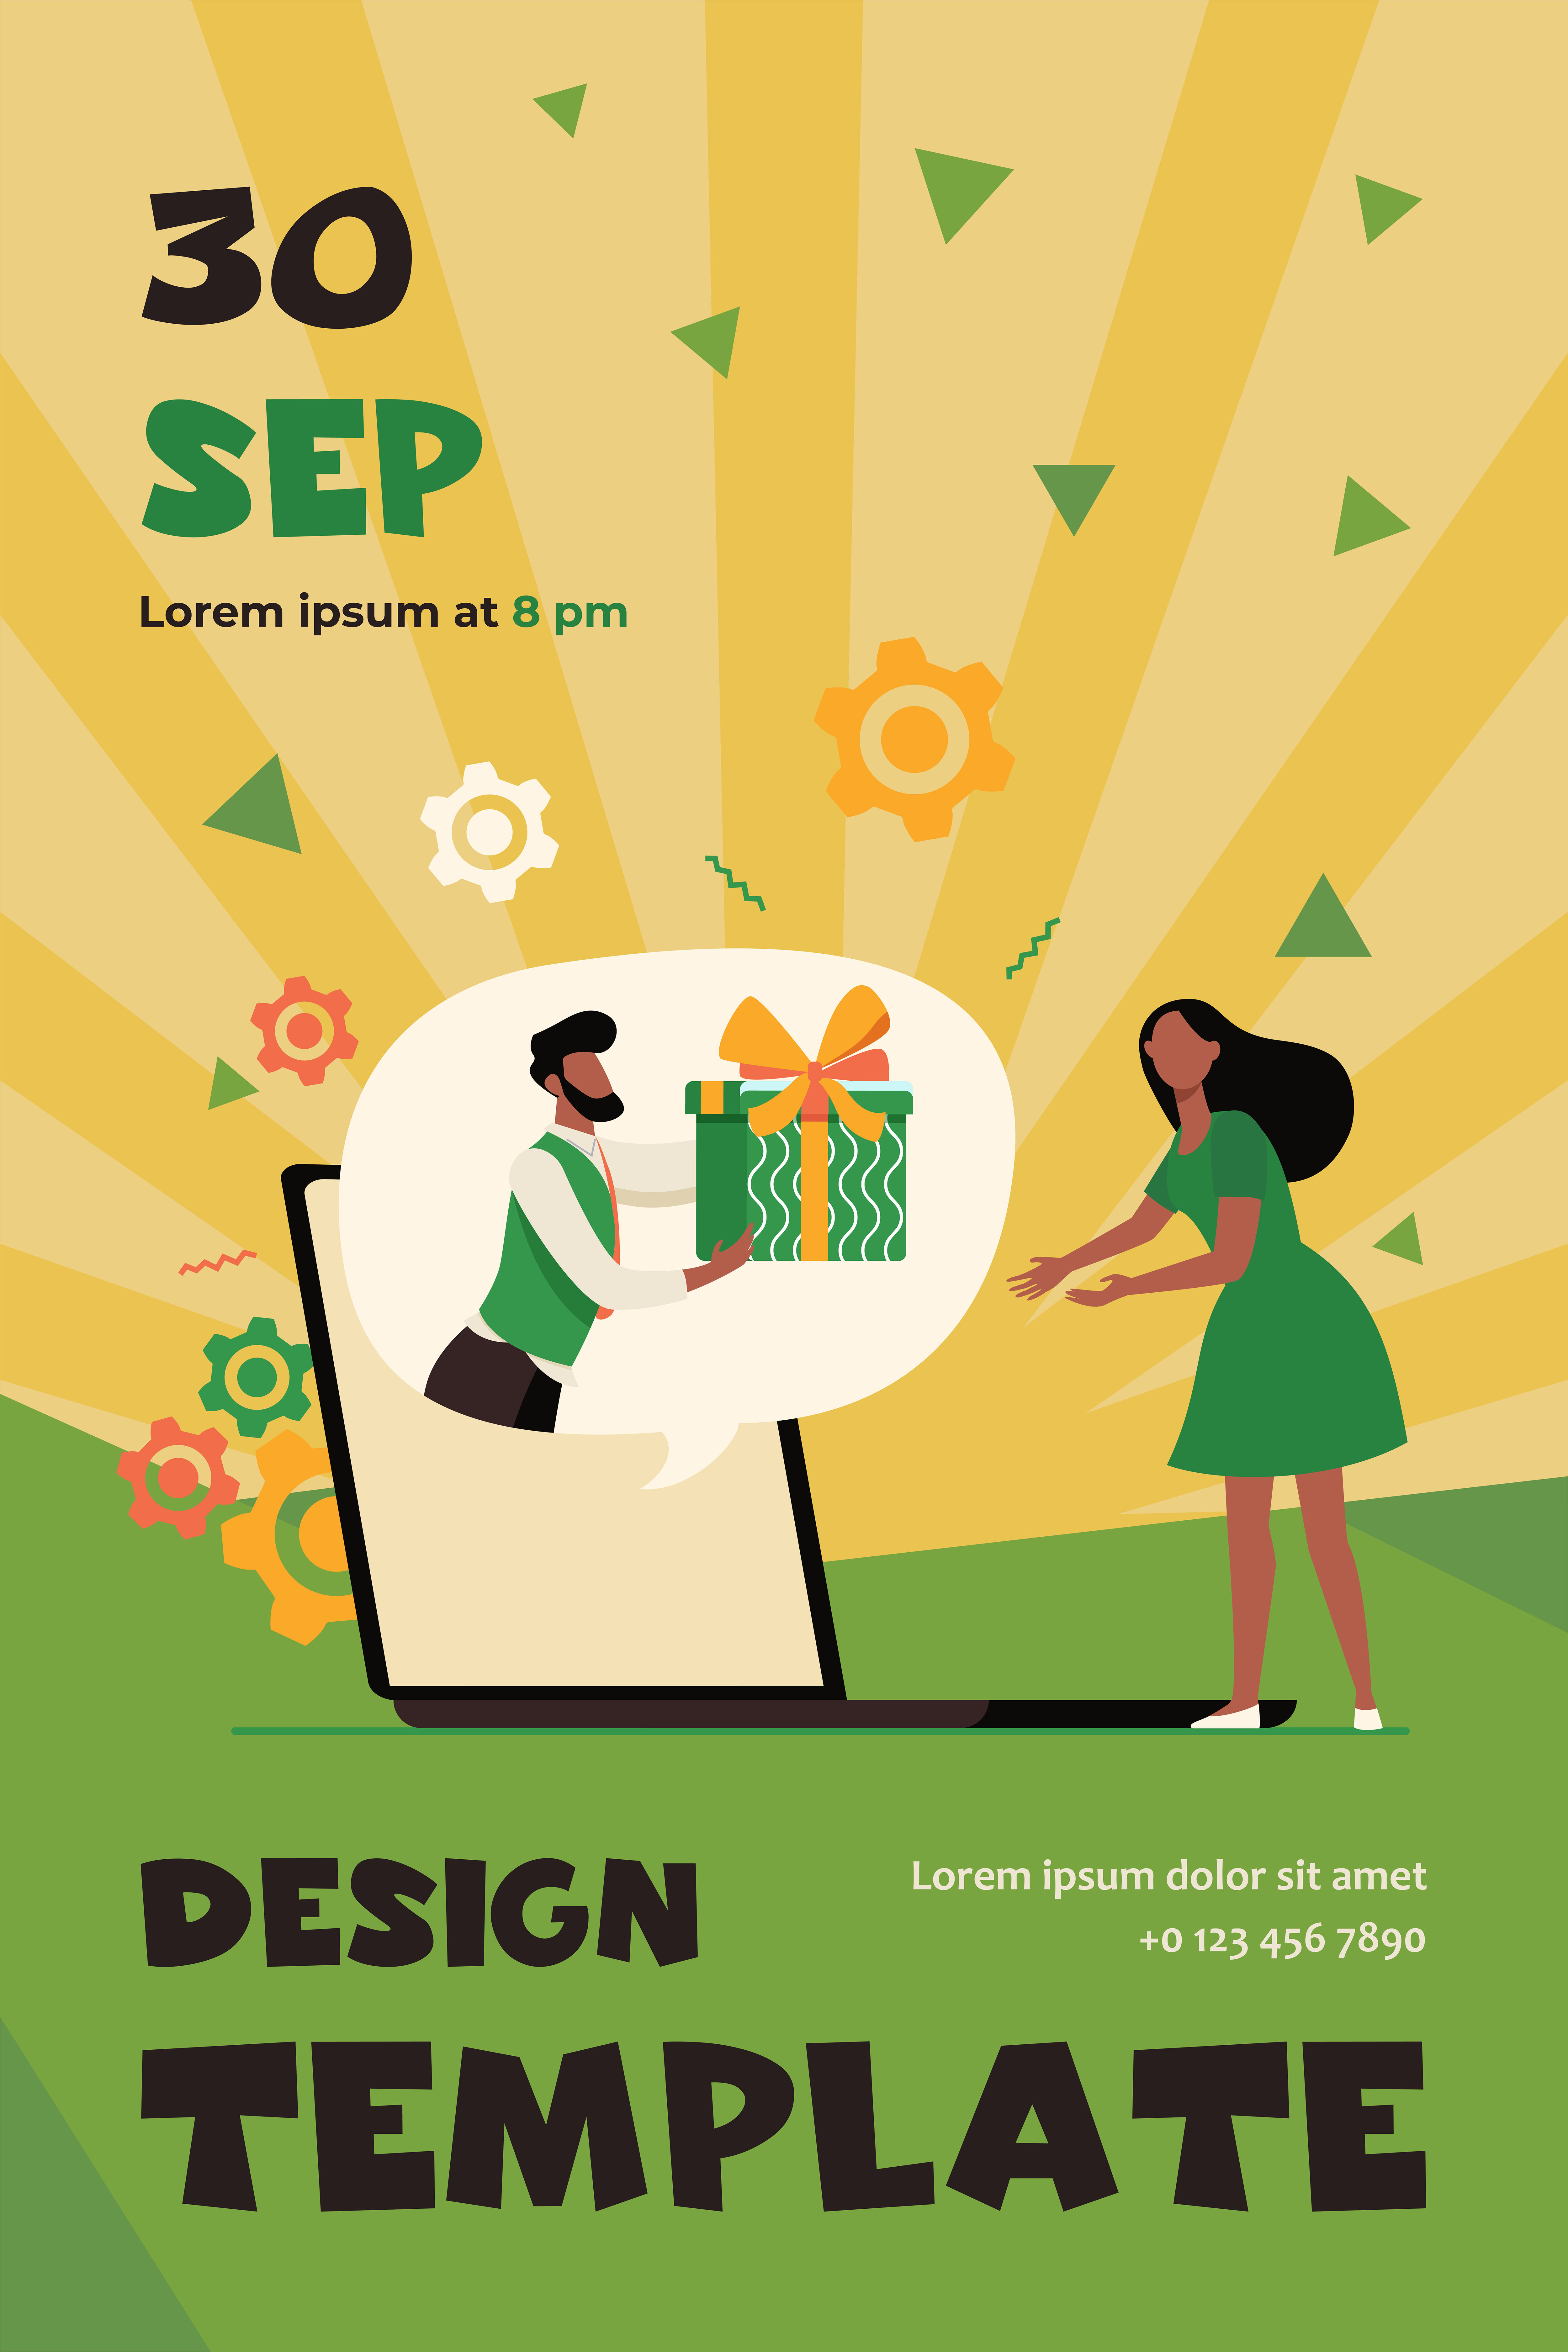 30
SEP
Lorem ipsum at 8 pm
DESIGN
Lorem ipsum dolor sit amet
+0 123 456 7890
TEMPLATE